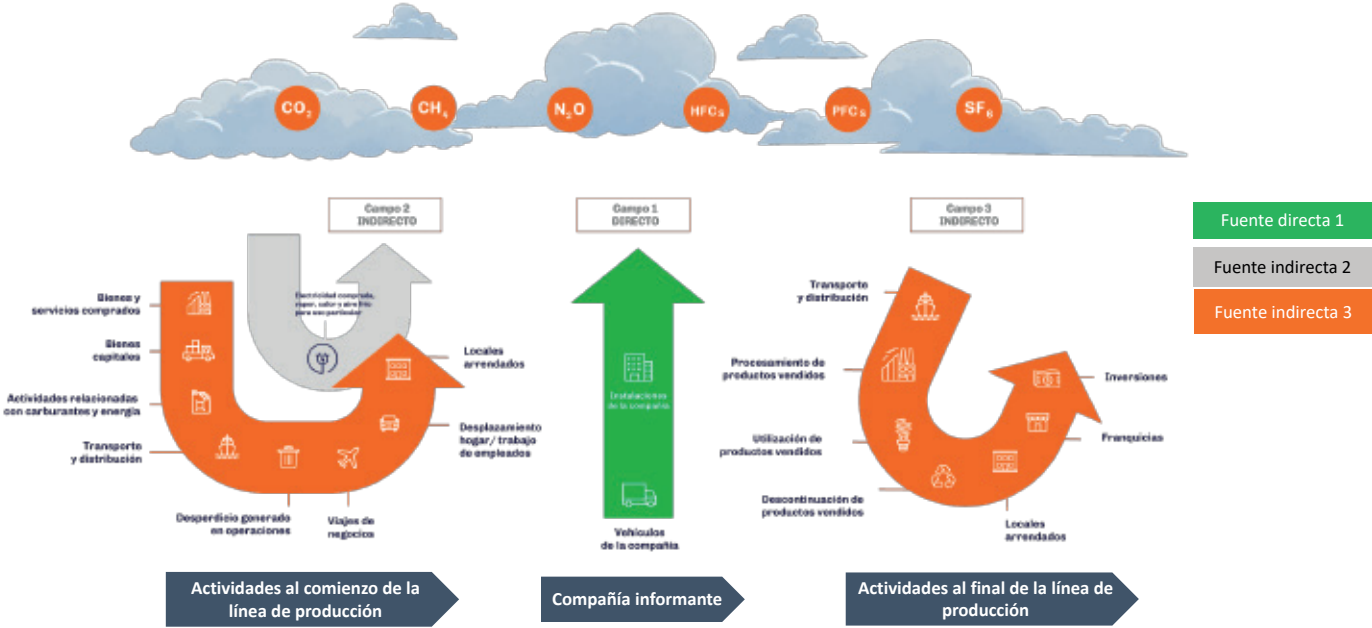 CO₂
CH₄
N₂O
HFCs
PFCs
SF₆
Campo 2
INDIRECTO
Campo 1
DIRECTO
Campo 3
INDIRECTO
Fuente directa 1
Fuente indirecta 2
Fuente indirecta 3
Bienes y
servicios comprados
Bienes
capitales
Actividades relacionadas
con carburantes y energía
Transporte
y distribución
Desperdicio generado
en operaciones
Viajes de
negocios
Electricidad comprada,
vapor, calor y aire frío
para uso particular
Locales
arrendados
Desplazamiento
hogar/ trabajo
de empleados
Instalaciones
de la compañía
Vehículos
de la compañía
Transporte
y distribución
Procesamiento de
productos vendidos
Utilización de
productos vendidos
Descontinuación de
productos vendidos
Locales
arrendados
Franquicias
Inversiones
Actividades al comienzo de la
línea de producción
Compañía informante
Actividades al final de la línea de
producción